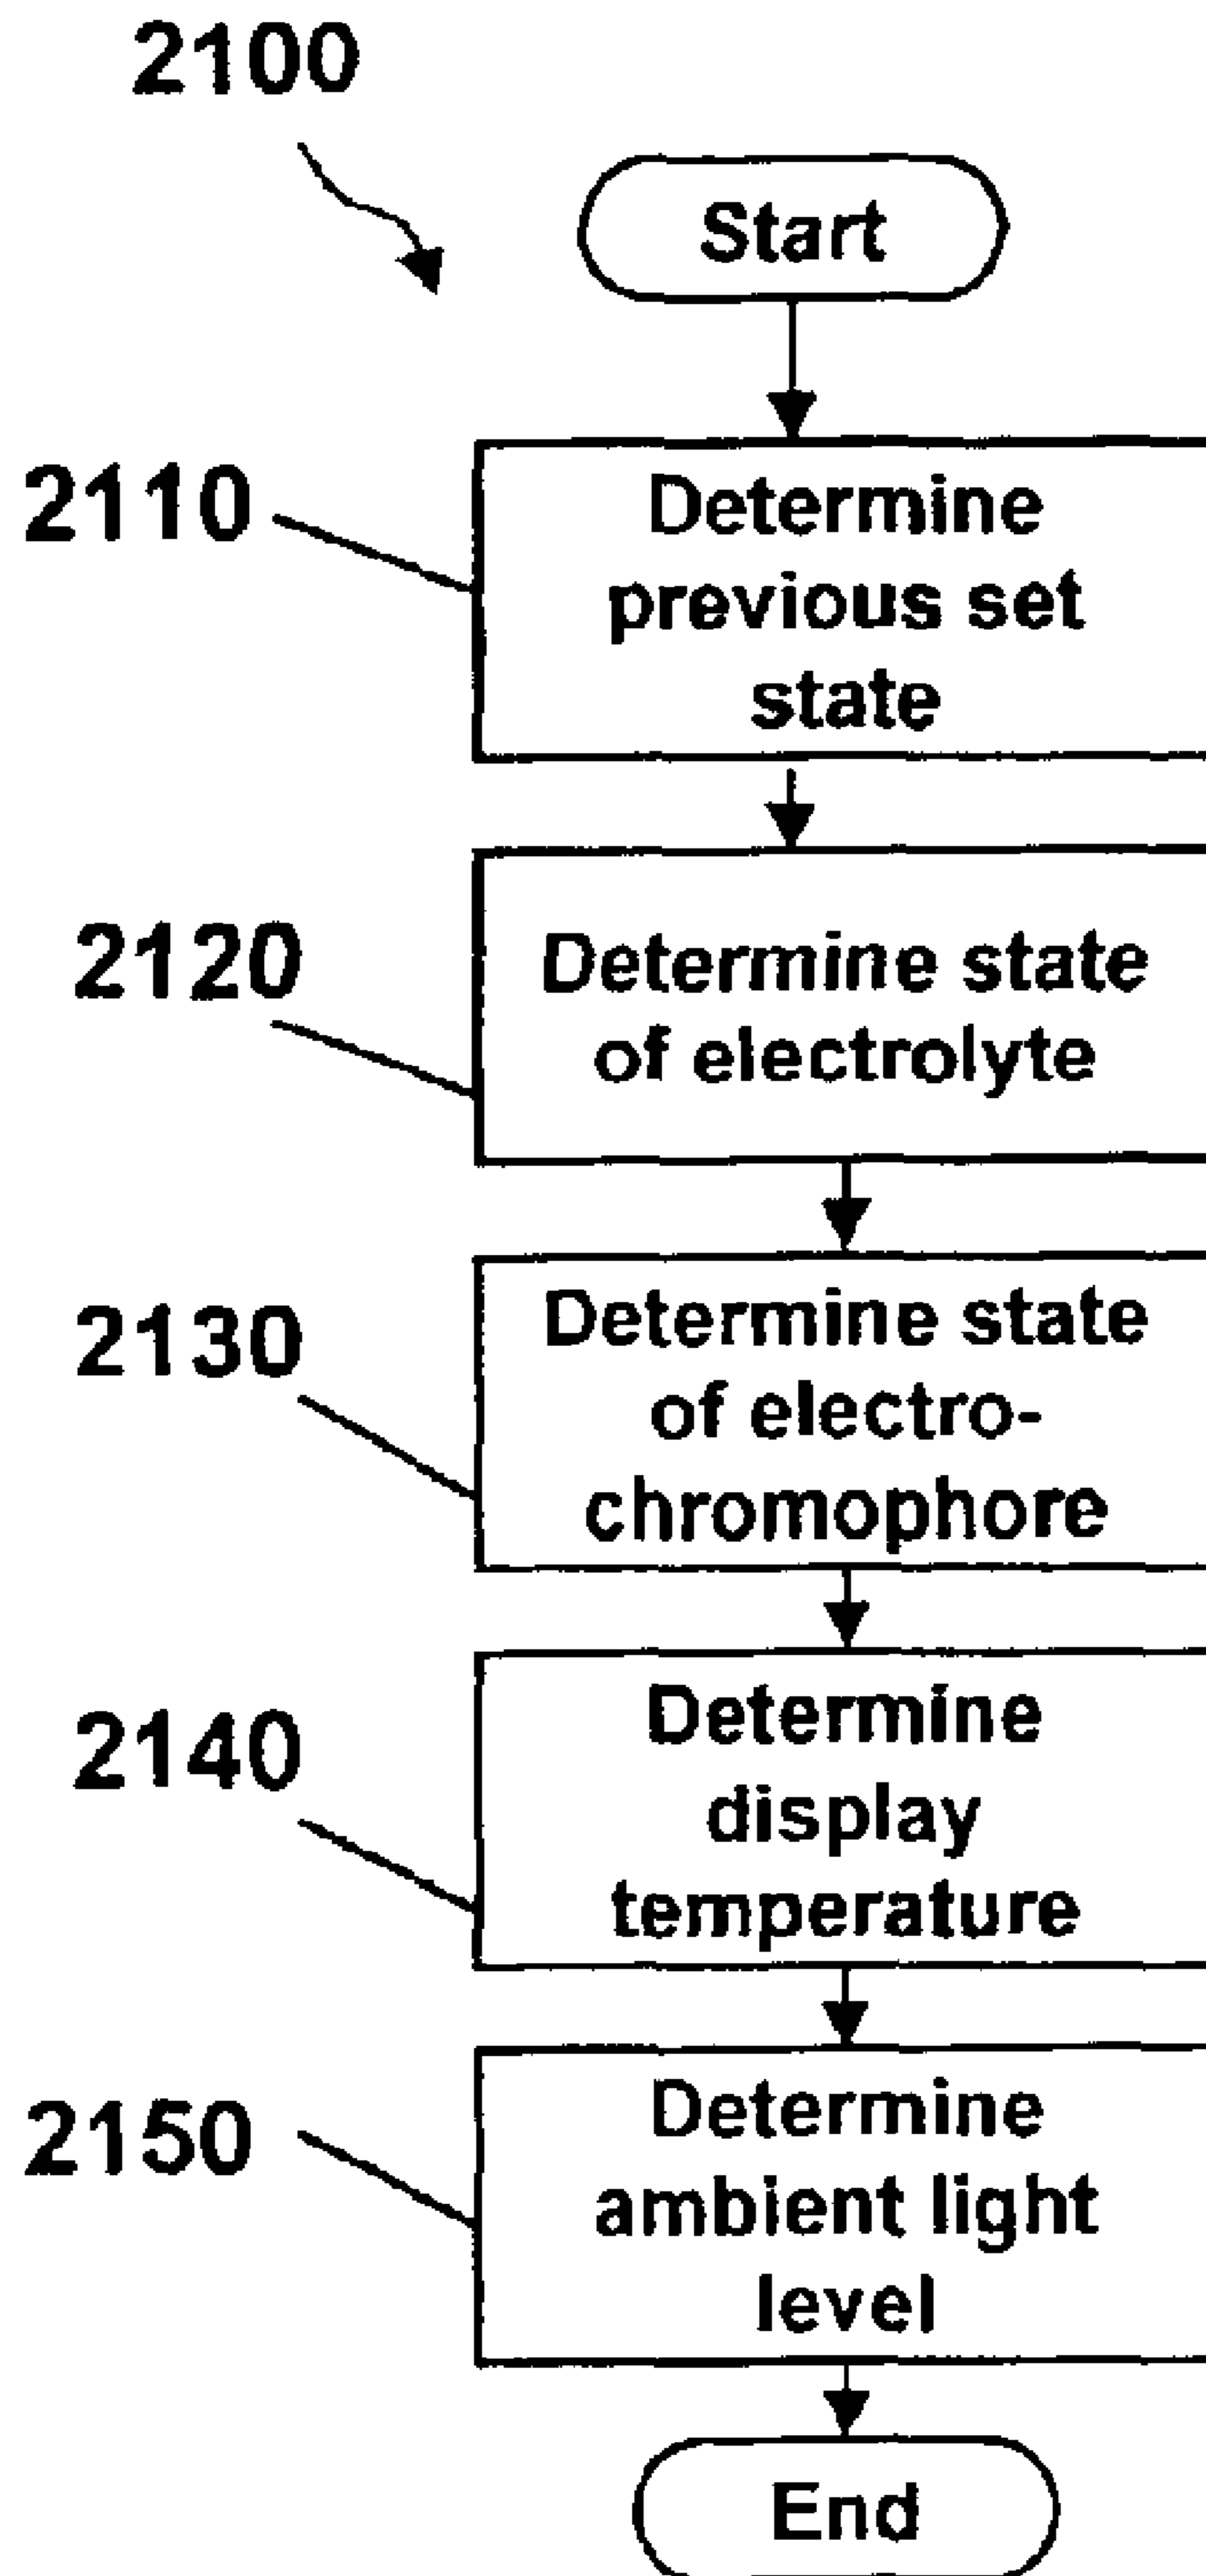 2100
Start
2110
Determine
previous set
state
2120
Determine state
of electrolyte
2130
Determine state
of electro-
chromophore
2140
Determine
display
temperature
2150
Determine
ambient light
level
End